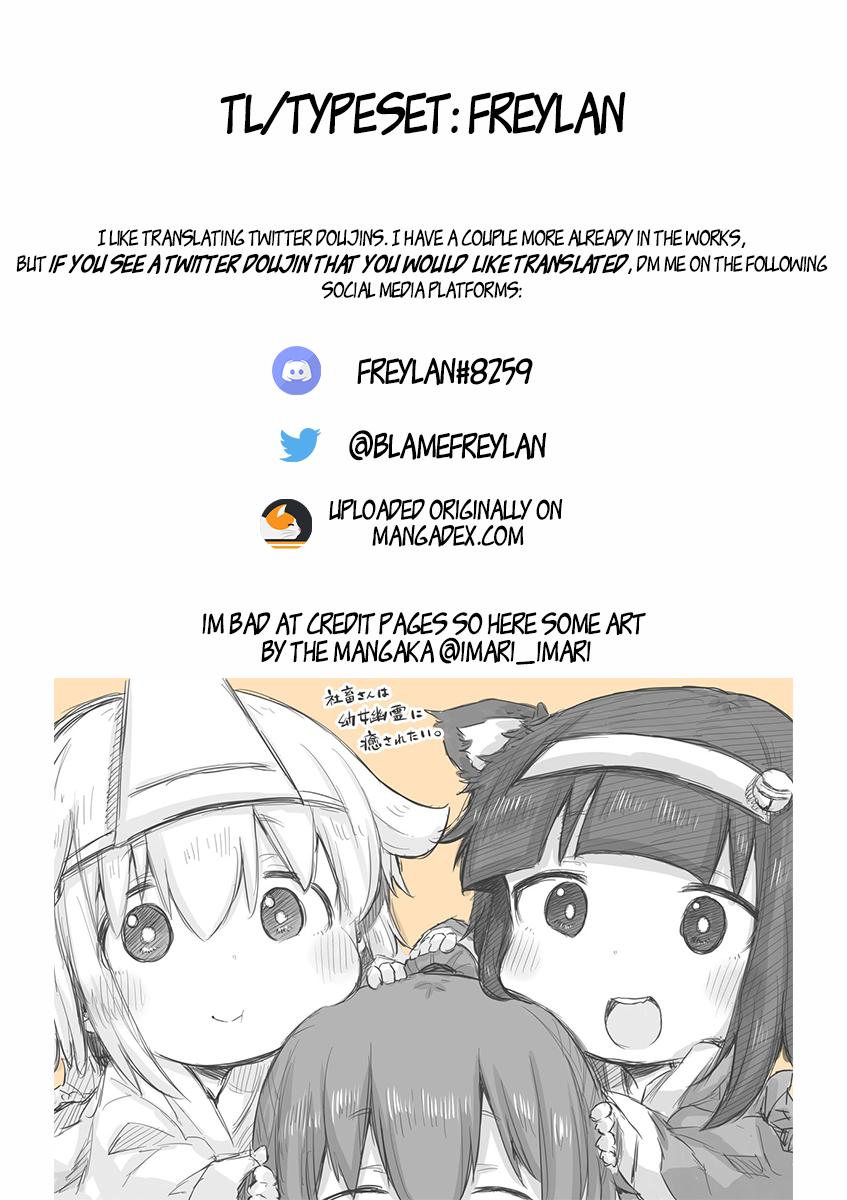 TL/TYPESET: FREYLAN
I LIKE TRANSLATING TWITTER DOUJINS. I HAVE A COUPLE MORE ALREADY IN THE WORKS,
BUT IF YOU SEE A TWITTER DOUJIN THAT YOU WOULD LIKE TRANSLATED, DM ME ON THE FOLLOWING
SOCIAL MEDIA PLATFORMS:
FREYLAN#8259
@BLAMEFREYLAN
UPLOADED ORIGINALLY ON
MANGADEX.COM
IM BAD AT CREDIT PAGES SO HERE SOME ART
BY THE MANGAKA @IMARI_IMARI
社畜さんは
幼女幽霊に
癒されたい。